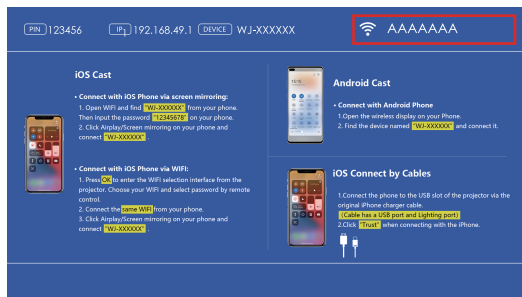 PIN 123456
IP 192.168.49.1
DEVICE WJ-XXXXXX
AAAAAAA
iOS Cast
• Connect with iOS Phone via screen mirroring:
1. Open WIFI and find "WJ-XXXXXX" from your phone.
Then input the password "12345678" on your phone.
2. Click Airplay/Screen mirroring on your phone and
connect "WJ-XXXXXX" .
• Connect with iOS Phone via WIFI:
1. Press OK to enter the WIFI selection interface from the
projector. Choose your WIFI and select password by remote
control.
2. Connect the same WIFI from your phone.
3. Click Airplay/Screen mirroring on your phone and
connect "WJ-XXXXXX" .
Android Cast
• Connect with Android Phone
1.Open the wireless display on your Phone.
2. Find the device named "WJ-XXXXXX" and connect it.
iOS Connect by Cables
1.Connect the phone to the USB slot of the projector via the
original iPhone charger cable.
(Cable has a USB port and Lighting port)
2.Click "Trust" when connecting with the iPhone.